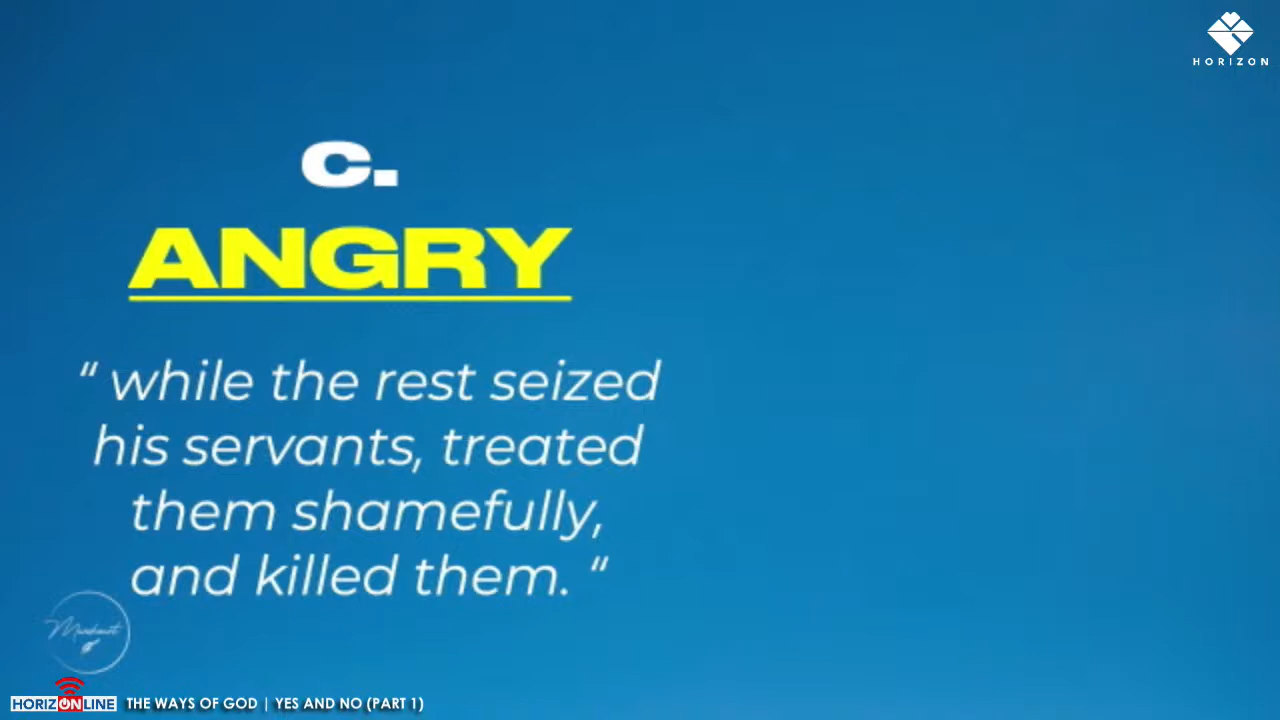 HORIZON
C.
ANGRY
“ while the rest seized
his servants, treated
them shamefully,
and killed them. “
HORIZONLINE THE WAYS OF GOD | YES AND NO (PART 1)